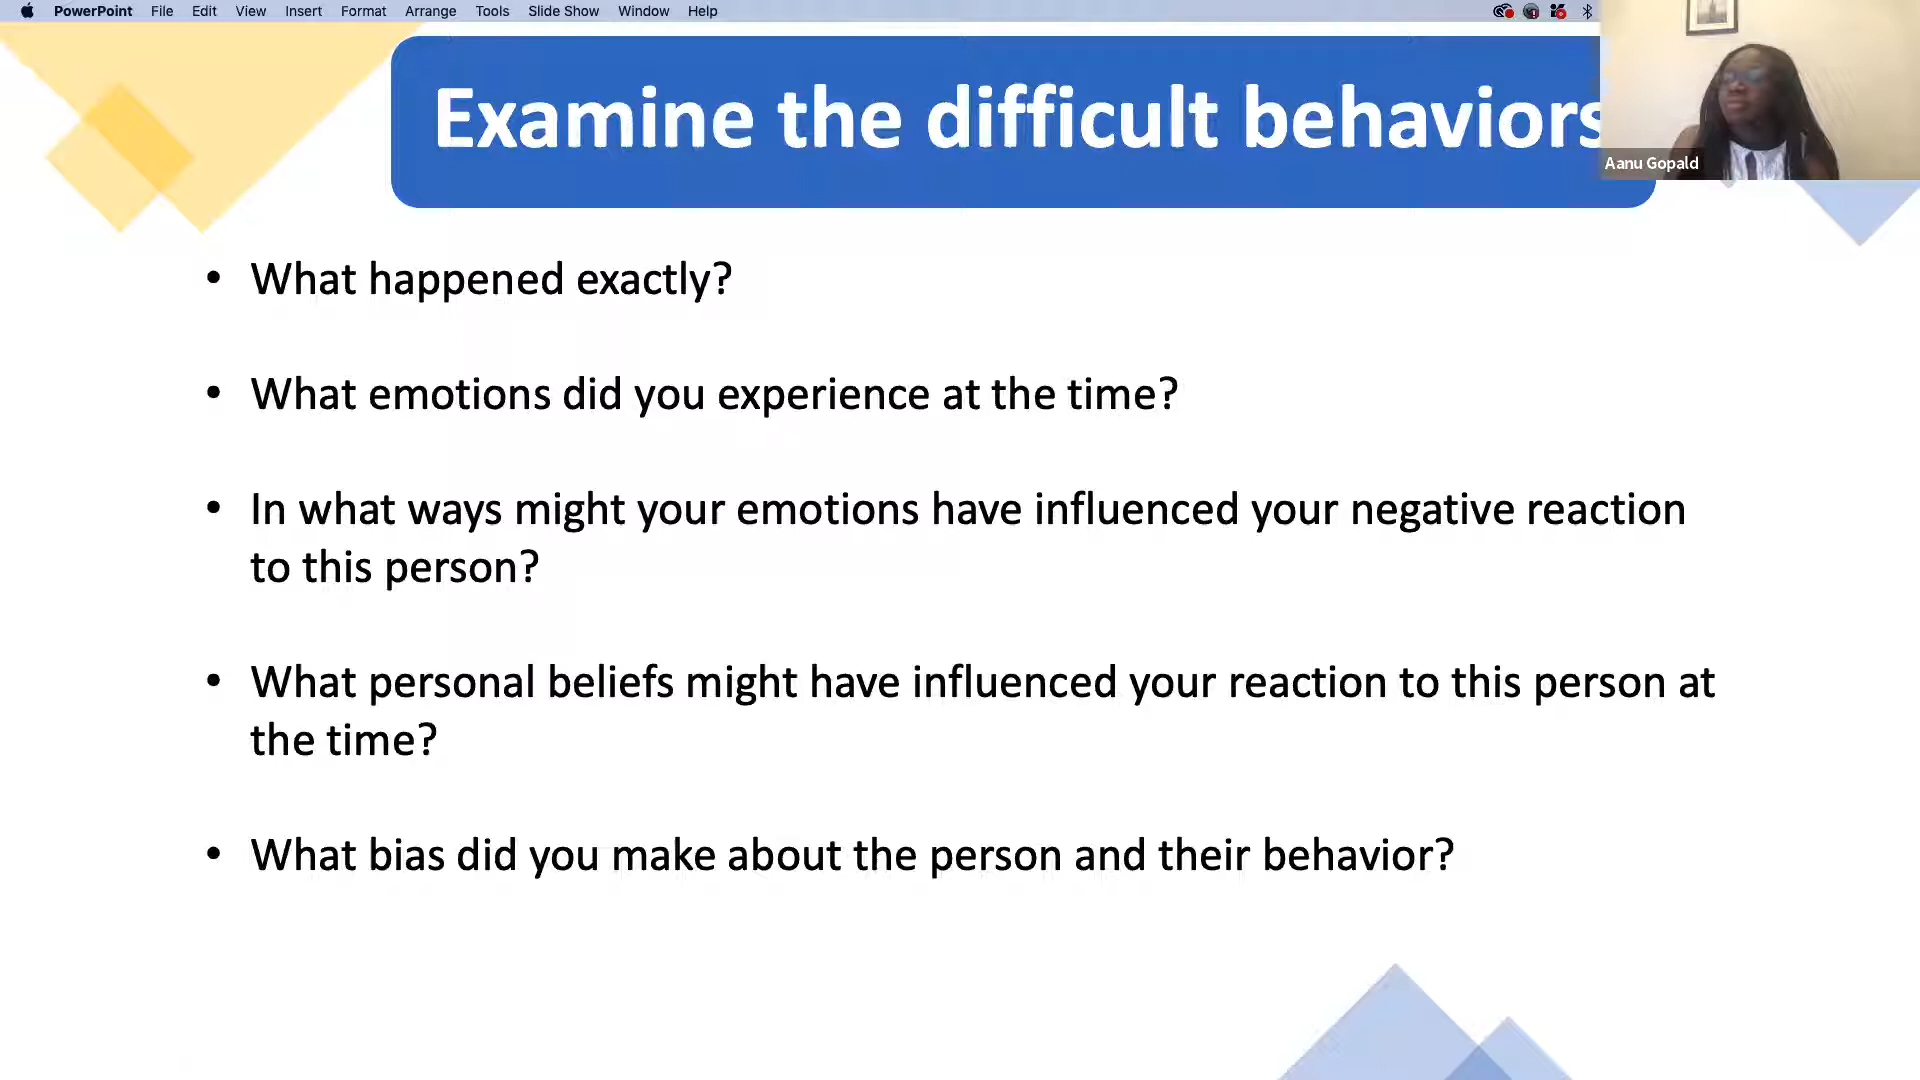 PowerPoint File Edit View Insert Format Arrange Tools Slide Show Window Help
Examine the difficult behaviors
Aanu Gopald
• What happened exactly?
• What emotions did you experience at the time?
• In what ways might your emotions have influenced your negative reaction
to this person?
• What personal beliefs might have influenced your reaction to this person at
the time?
• What bias did you make about the person and their behavior?